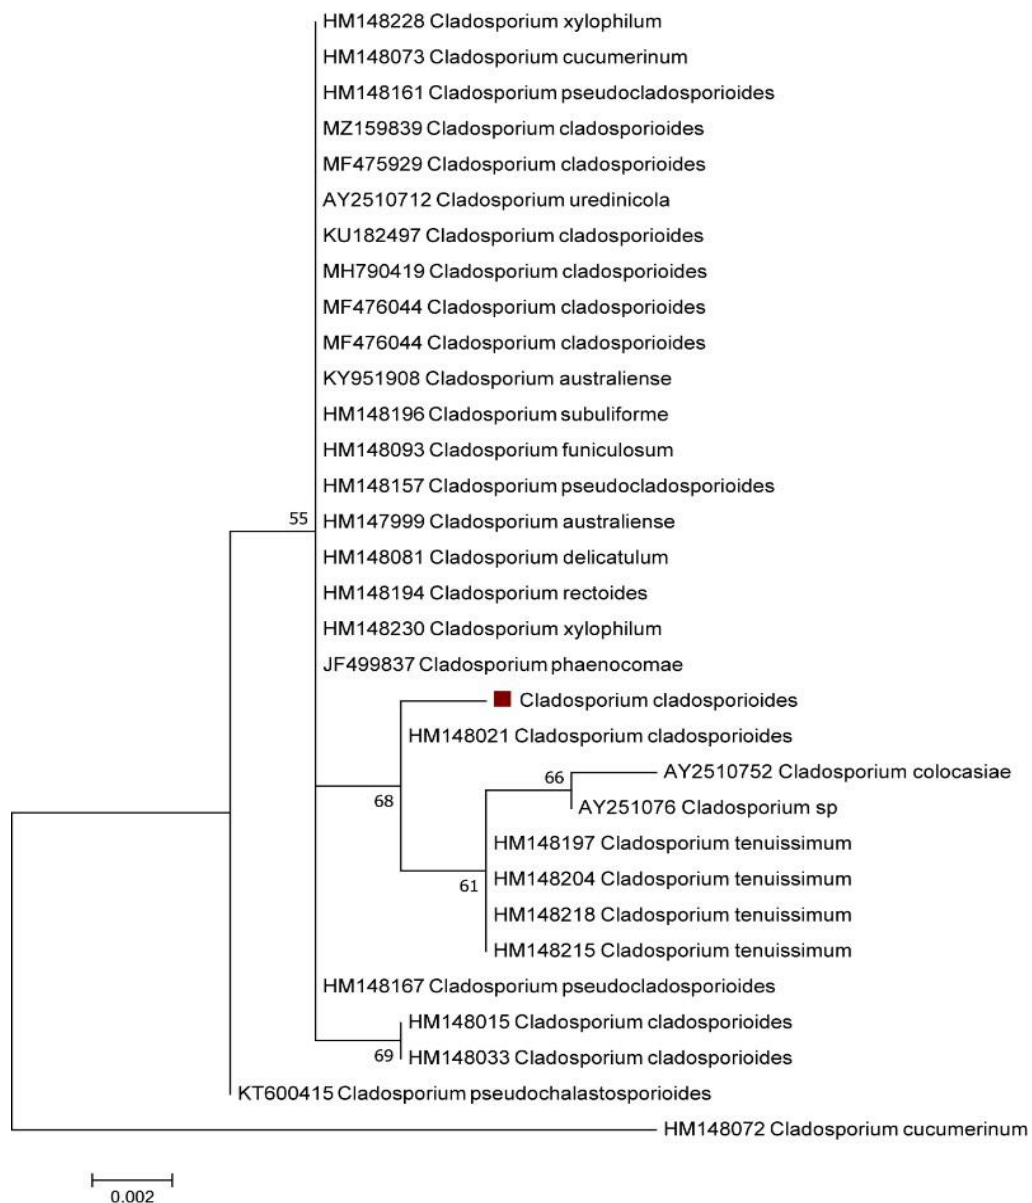 HM148228 Cladosporium xylophilum
HM148073 Cladosporium cucumerinum
HM148161 Cladosporium pseudocladosporioides
MZ159839 Cladosporium cladosporioides
MF475929 Cladosporium cladosporioides
AY2510712 Cladosporium uredinicola
KU182497 Cladosporium cladosporioides
MH790419 Cladosporium cladosporioides
MF476044 Cladosporium cladosporioides
MF476044 Cladosporium cladosporioides
KY951908 Cladosporium australiense
HM148196 Cladosporium subuliforme
HM148093 Cladosporium funiculosum
HM148157 Cladosporium pseudocladosporioides
55
HM147999 Cladosporium australiense
HM148081 Cladosporium delicatulum
HM148194 Cladosporium rectoides
HM148230 Cladosporium xylophilum
JF499837 Cladosporium phaenocomae
Cladosporium cladosporioides
HM148021 Cladosporium cladosporioides
66
AY2510752 Cladosporium colocasiae
68
AY251076 Cladosporium sp
HM148197 Cladosporium tenuissimum
61
HM148204 Cladosporium tenuissimum
HM148218 Cladosporium tenuissimum
HM148215 Cladosporium tenuissimum
HM148167 Cladosporium pseudocladosporioides
HM148015 Cladosporium cladosporioides
69
HM148033 Cladosporium cladosporioides
KT600415 Cladosporium pseudochalastosporioides
HM148072 Cladosporium cucumerinum
0.002